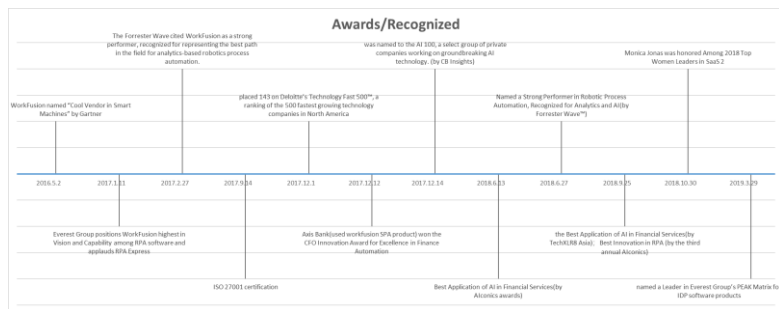 Awards/Recognized
The Forrester Wave cited WorkFusion as a strong
performer, recognized for representing the best path
in the field for analytics-based robotics process
automation.
was named to the AI 100, a select group of private
companies working on groundbreaking AI
technology. (by CB Insights)
Monica Jonas was honored Among 2018 Top
Women Leaders in SaaS 2
WorkFusion named "Cool Vendor in Smart
Machines" by Gartner
placed 143 on Deloitte's Technology Fast 500™, a
ranking of the 500 fastest growing technology
companies in North America
Named a Strong Performer in Robotic Process
Automation, Recognized for Analytics and AI(by
Forrester Wave™)
2016.5.2 2017.1.11 2017.2.27 2017.9.14 2017.12.1 2017.12.12 2017.12.14 2018.6.13 2018.6.27 2018.9.25 2018.10.30 2019.3.29
Everest Group positions WorkFusion highest in
Vision and Capability among RPA software and
applauds RPA Express
Axis Bank(used workfusion SPA product) won the
CFO Innovation Award for Excellence in Finance
Automation
the Best Application of AI in Financial Services(by
TechXLR8 Asia); Best Innovation in RPA (by the third
annual AIconics)
ISO 27001 certification
Best Application of AI in Financial Services(by
AIconics awards)
named a Leader in Everest Group's PEAK Matrix fo
IDP software products